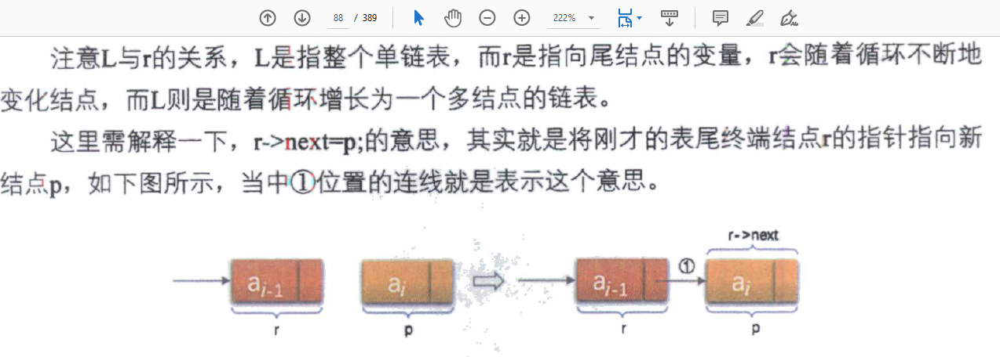 88 / 389 222%
注意L与r的关系，L是指整个单链表，而r是指向尾结点的变量，r会随着循环不断地
变化结点，而L则是随着循环增长为一个多结点的链表。
这里需解释一下，r->next=p;的意思，其实就是将刚才的表尾终端结点r的指针指向新
结点p，如下图所示，当中①位置的连线就是表示这个意思。
r->next
①
ai-1 ai ai-1 ai
r p r p